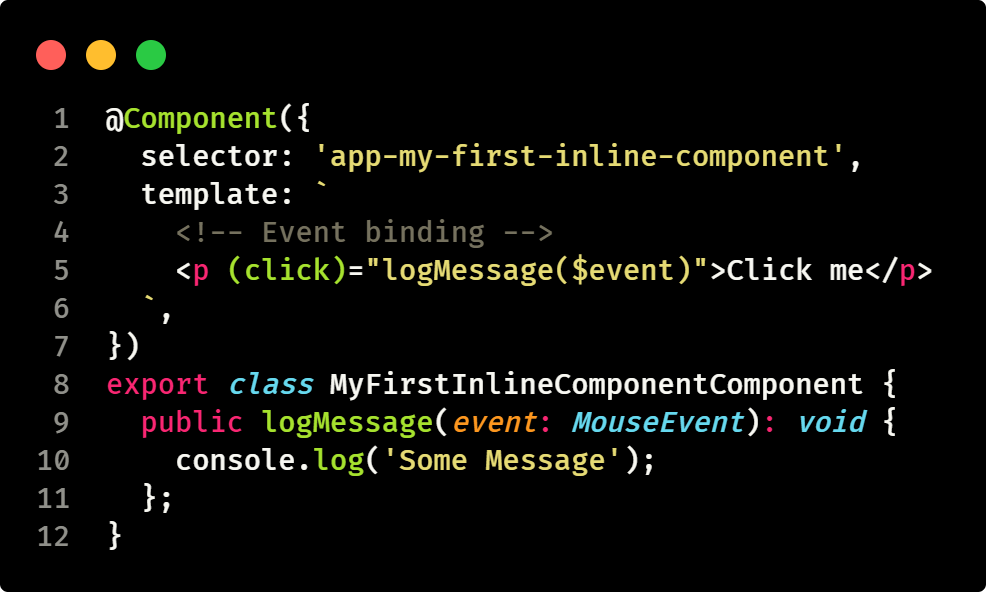 1 @Component({
2   selector: 'app-my-first-inline-component',
3   template: `
4     <!-- Event binding -->
5     <p (click)="logMessage($event)">Click me</p>
6   `,
7 })
8 export class MyFirstInlineComponentComponent {
9   public logMessage(event: MouseEvent): void {
10     console.log('Some Message');
11   };
12 }